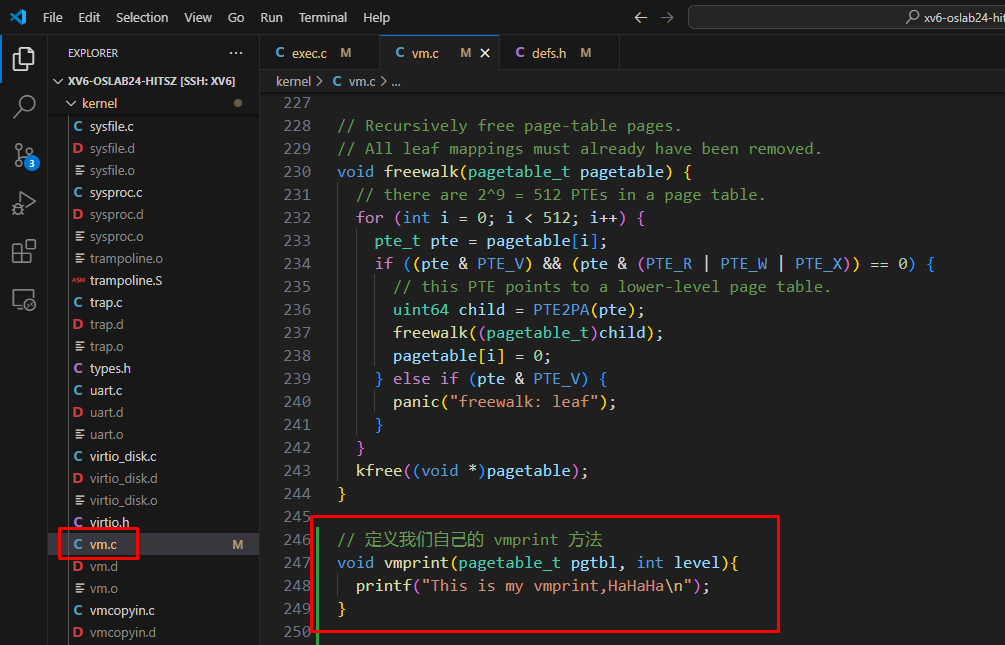 File Edit Selection View Go Run Terminal Help
xv6-oslab24-hit
EXPLORER
XV6-OSLAB24-HITSZ [SSH: XV6]
kernel
C sysfile.c
D sysfile.d
sysfile.o
C sysproc.c
D sysproc.d
sysproc.o
trampoline.o
ASM trampoline.S
C trap.c
D trap.d
trap.o
C types.h
C uart.c
D uart.d
uart.o
C virtio_disk.c
D virtio_disk.d
virtio_disk.o
C virtio.h
C vm.c M
D vm.d
vm.o
C vmcopyin.c
D vmcopyin.d
3
C exec.c M
C vm.c M
C defs.h M
kernel > C vm.c > ...
227
228 // Recursively free page-table pages.
229 // All leaf mappings must already have been removed.
230 void freewalk(pagetable_t pagetable) {
231 // there are 2^9 = 512 PTEs in a page table.
232 for (int i = 0; i < 512; i++) {
233 pte_t pte = pagetable[i];
234 if ((pte & PTE_V) && (pte & (PTE_R | PTE_W | PTE_X)) == 0) {
235 // this PTE points to a lower-level page table.
236 uint64 child = PTE2PA(pte);
237 freewalk((pagetable_t)child);
238 pagetable[i] = 0;
239 } else if (pte & PTE_V) {
240 panic("freewalk: leaf");
241 }
242 }
243 kfree((void *)pagetable);
244 }
245
246 // 定义我们自己的 vmprint 方法
247 void vmprint(pagetable_t pgtbl, int level){
248 printf("This is my vmprint,HaHaHa\n");
249 }
250